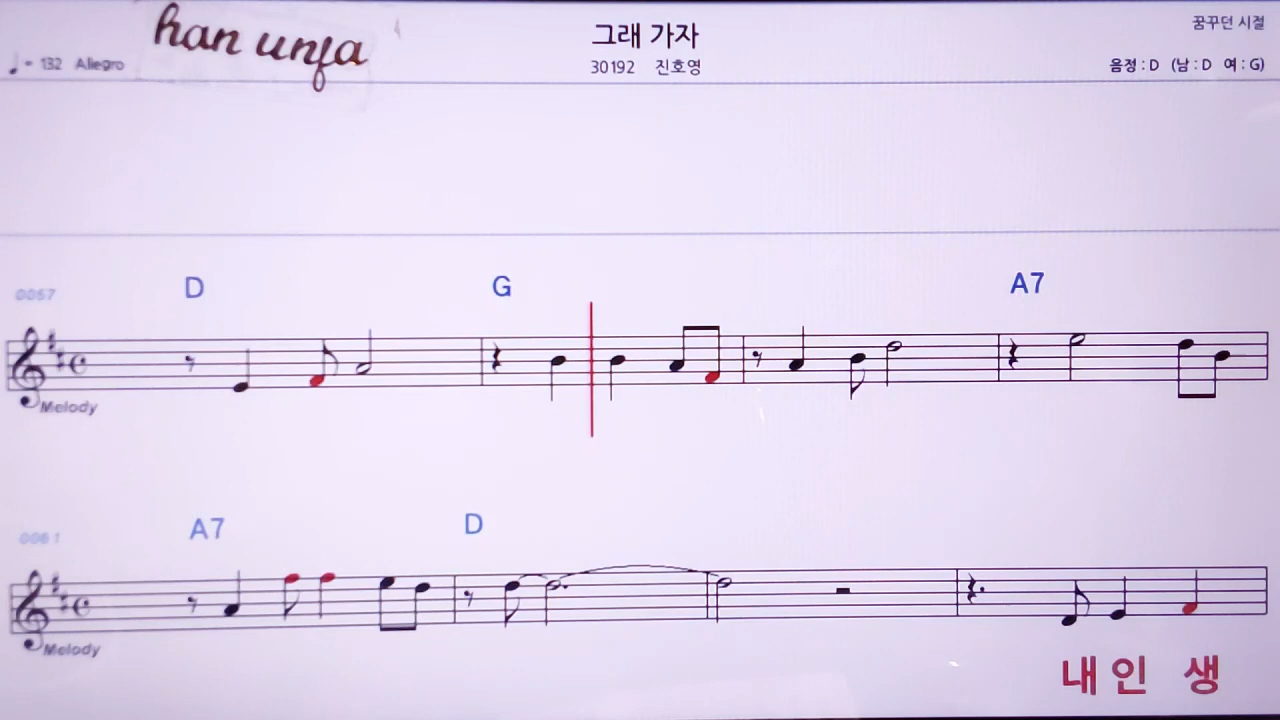 han unfa
그래 가자
꿈꾸던 시절
♩ = 132 Allegro
30192 진호영
음정 : D (남 : D 여 : G)
0057
D G A7
Melody
0061
A7 D
Melody
내 인 생